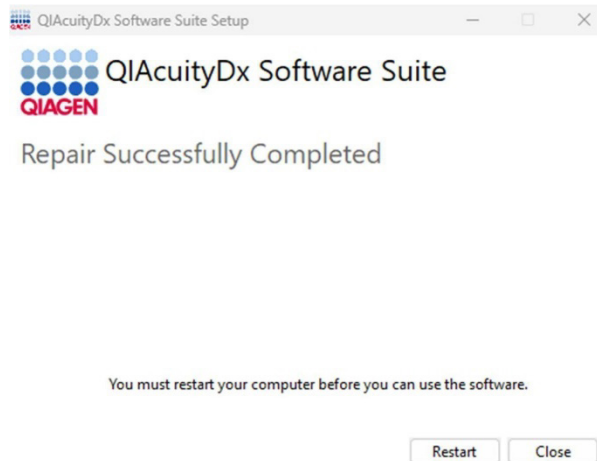 QIAcuityDx Software Suite Setup
QIAcuityDx Software Suite
QIAGEN
Repair Successfully Completed
You must restart your computer before you can use the software.
Restart Close